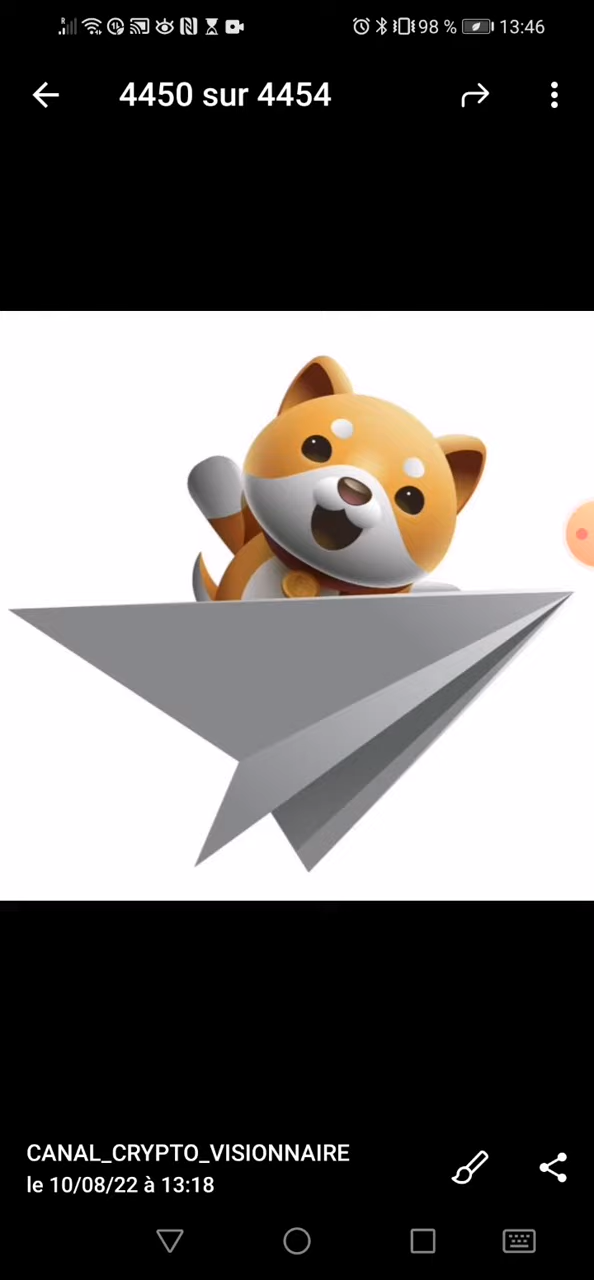 R
98 % 13:46
4450 sur 4454
CANAL_CRYPTO_VISIONNAIRE
le 10/08/22 à 13:18